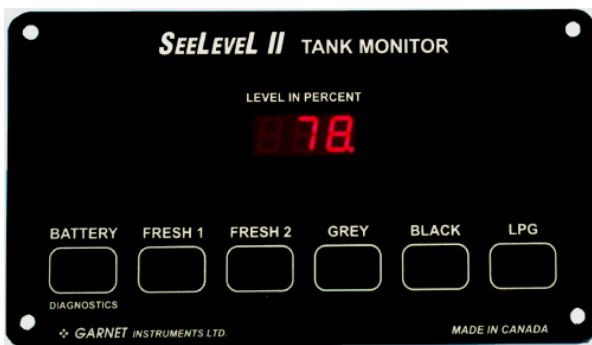 SEELEVEL II TANK MONITOR
LEVEL IN PERCENT
78.
BATTERY FRESH 1 FRESH 2 GREY BLACK LPG
DIAGNOSTICS
GARNET INSTRUMENTS LTD. MADE IN CANADA